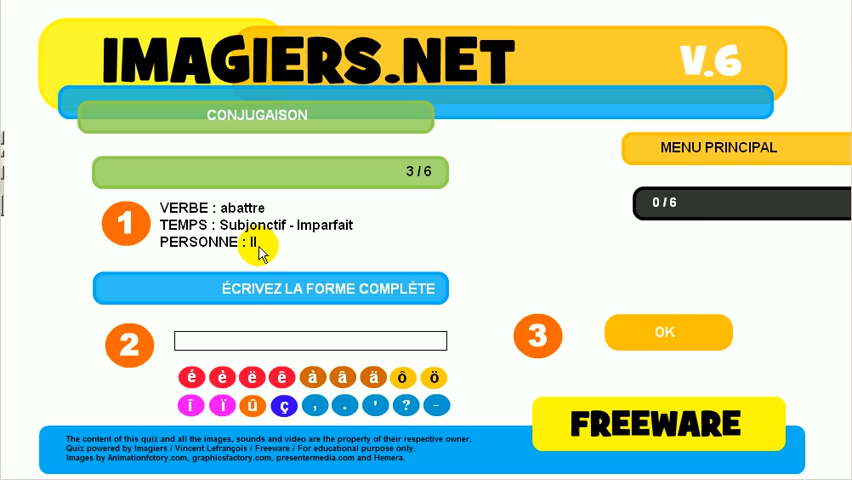 IMAGIERS.NET
V.6
CONJUGAISON
MENU PRINCIPAL
3 / 6
0 / 6
1
VERBE : abattre
TEMPS : Subjonctif - Imparfait
PERSONNE : Il
ÉCRIVEZ LA FORME COMPLÈTE
2
3
OK
é è ë ê à â ä ô ö
î ï û ç , . ' ? -
FREEWARE
The content of this quiz and all the images, sounds and video are the property of their respective owner.
Quiz powered by Imagiers / Vincent Lefrançois / Freeware / For educational purpose only.
Images by Animationfctory.com, graphicsfactory.com, presentermedia.com and Hemera.